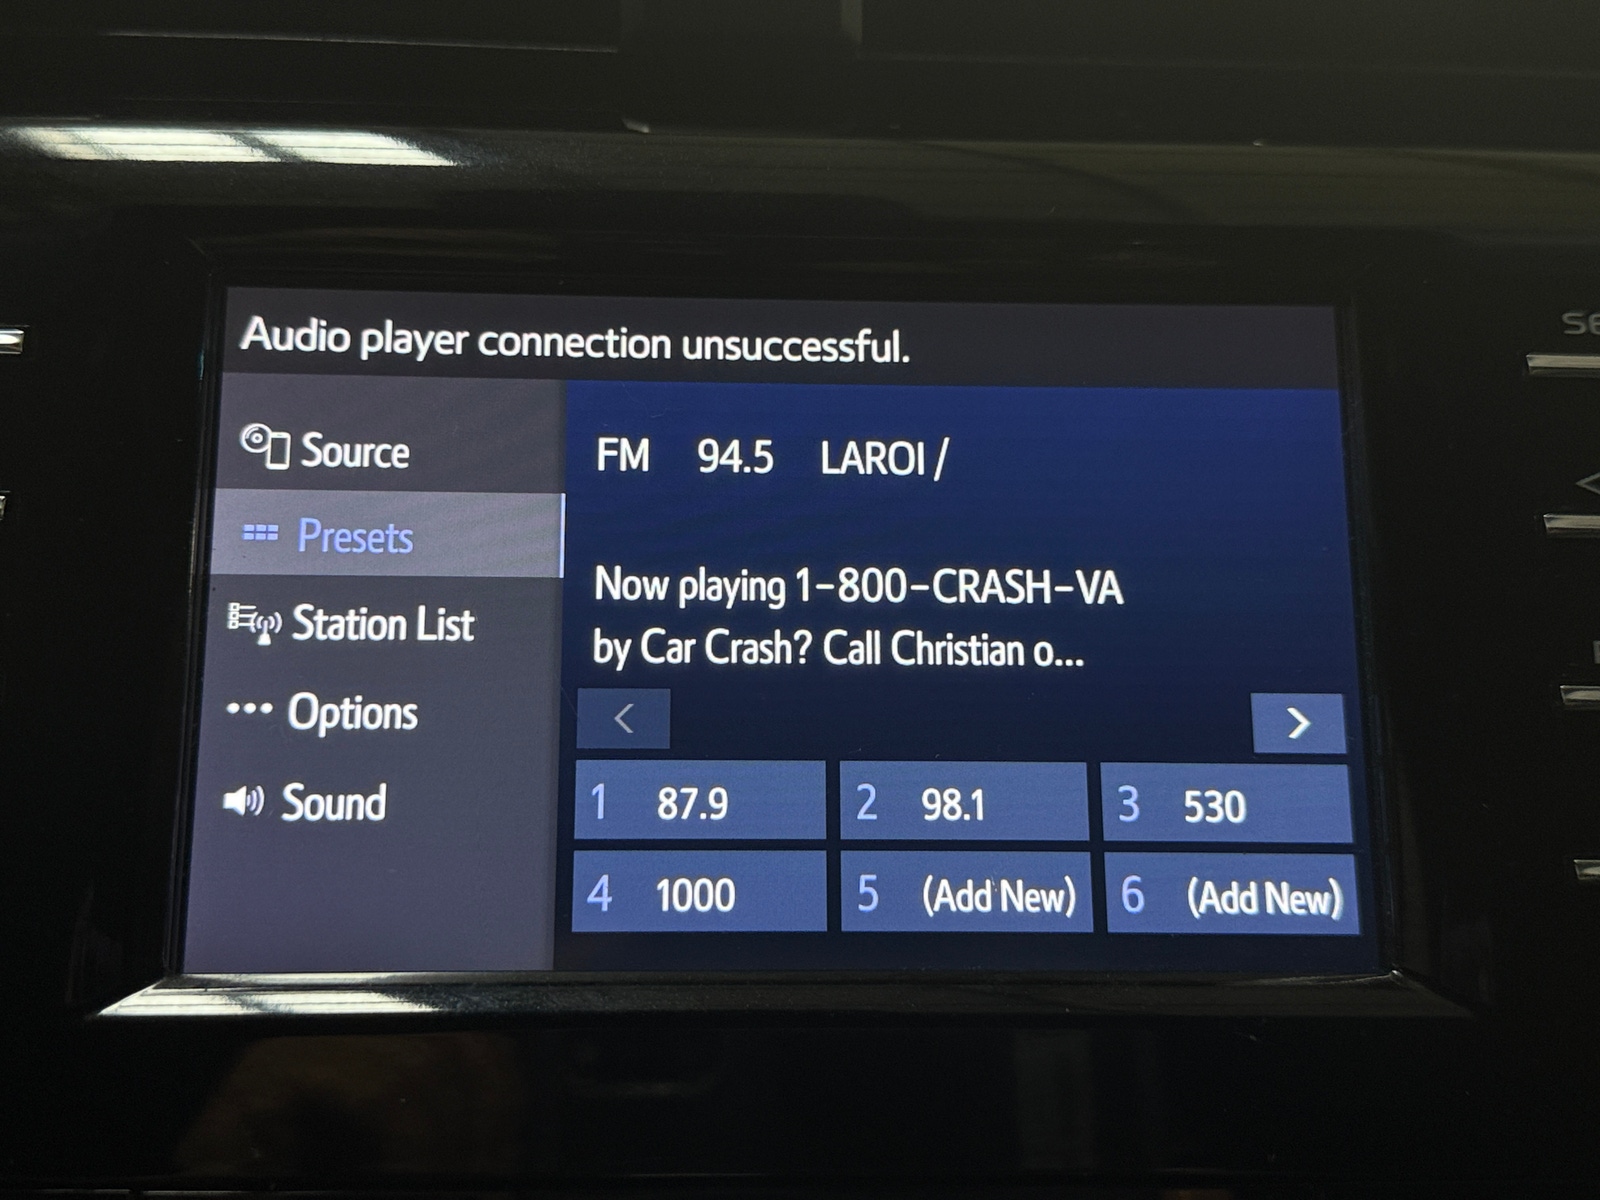 Audio player connection unsuccessful.
Source
Presets
Station List
Options
Sound
FM 94.5 LAROI /
Now playing 1-800-CRASH-VA
by Car Crash? Call Christian o...
1 87.9
2 98.1
3 530
4 1000
5 (Add New)
6 (Add New)